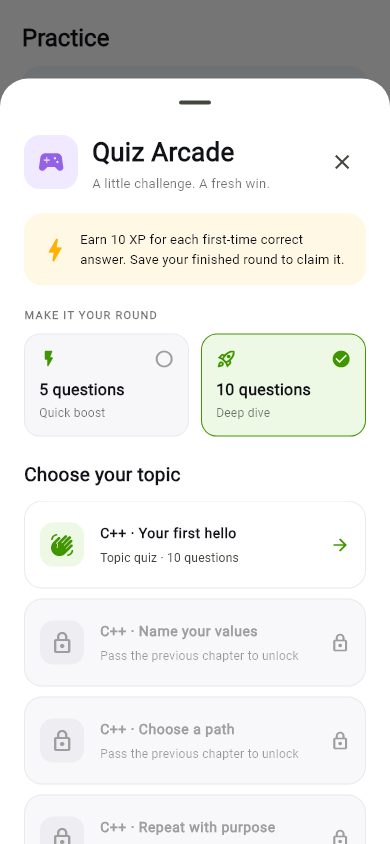 Practice
Quiz Arcade
A little challenge. A fresh win.
Earn 10 XP for each first-time correct
answer. Save your finished round to claim it.
MAKE IT YOUR ROUND
5 questions
Quick boost
10 questions
Deep dive
Choose your topic
C++ · Your first hello
Topic quiz · 10 questions
C++ · Name your values
Pass the previous chapter to unlock
C++ · Choose a path
Pass the previous chapter to unlock
C++ · Repeat with purpose